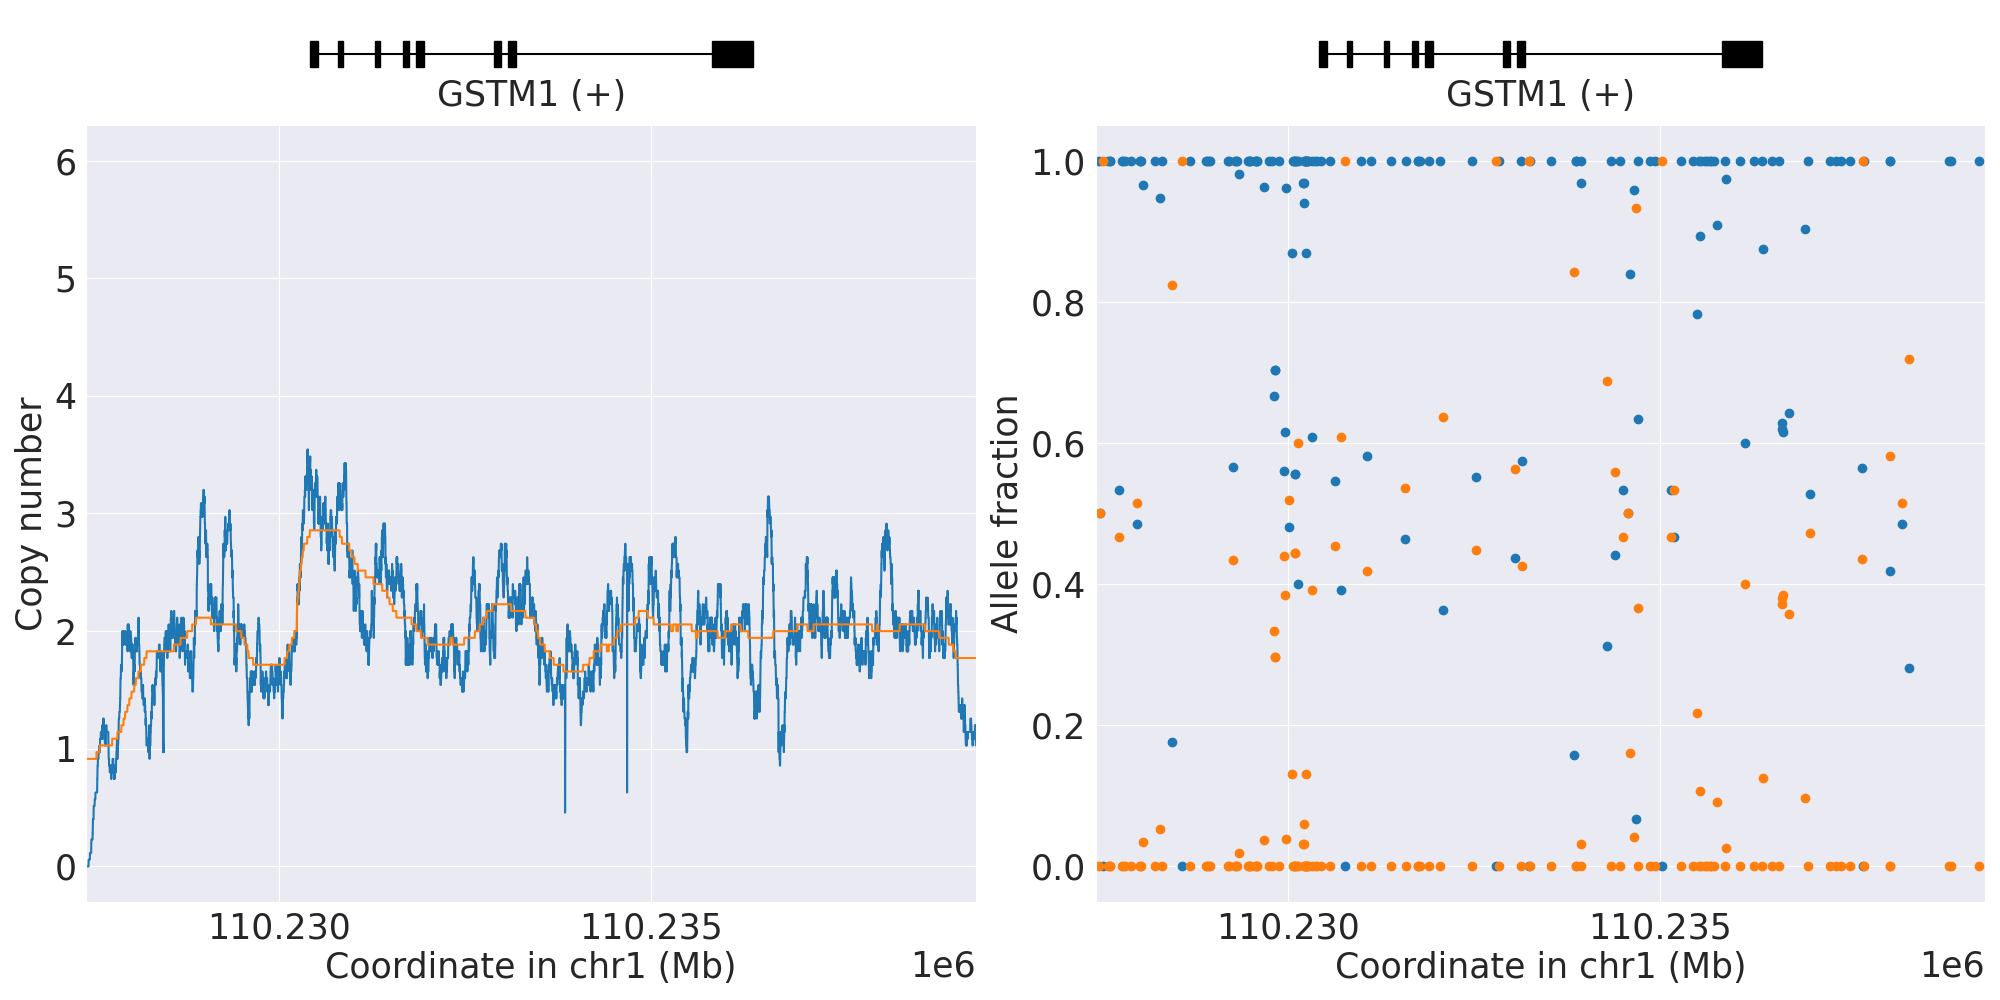 GSTM1 (+)
GSTM1 (+)
Copy number
6
5
4
3
2
1
0
110.230
110.235
Coordinate in chr1 (Mb)
1e6
Allele fraction
1.0
0.8
0.6
0.4
0.2
0.0
110.230
110.235
Coordinate in chr1 (Mb)
1e6